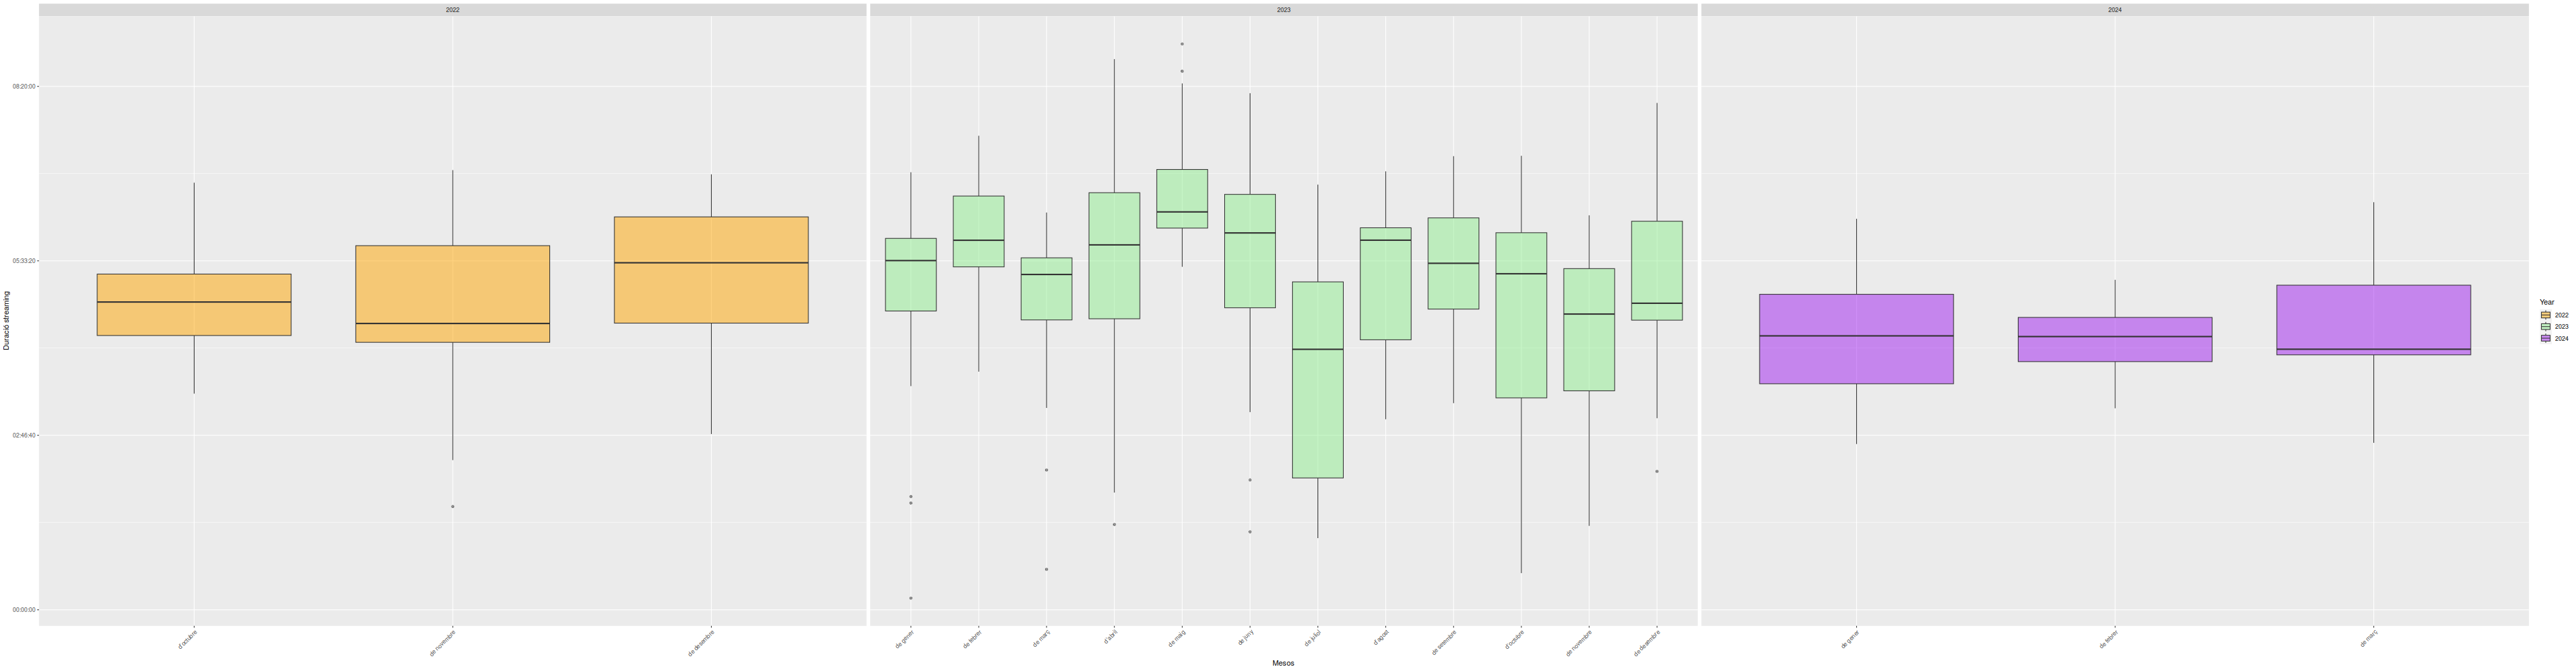 2022
2023
2024
08:20:00
05:33:20
02:46:40
00:00:00
Duració streaming
d'octubre
de novembre
de desembre
de gener
de febrer
de març
d'abril
de maig
de juny
de juliol
d'agost
de setembre
d'octubre
de novembre
de desembre
de gener
de febrer
de març
Mesos
Year
2022
2023
2024